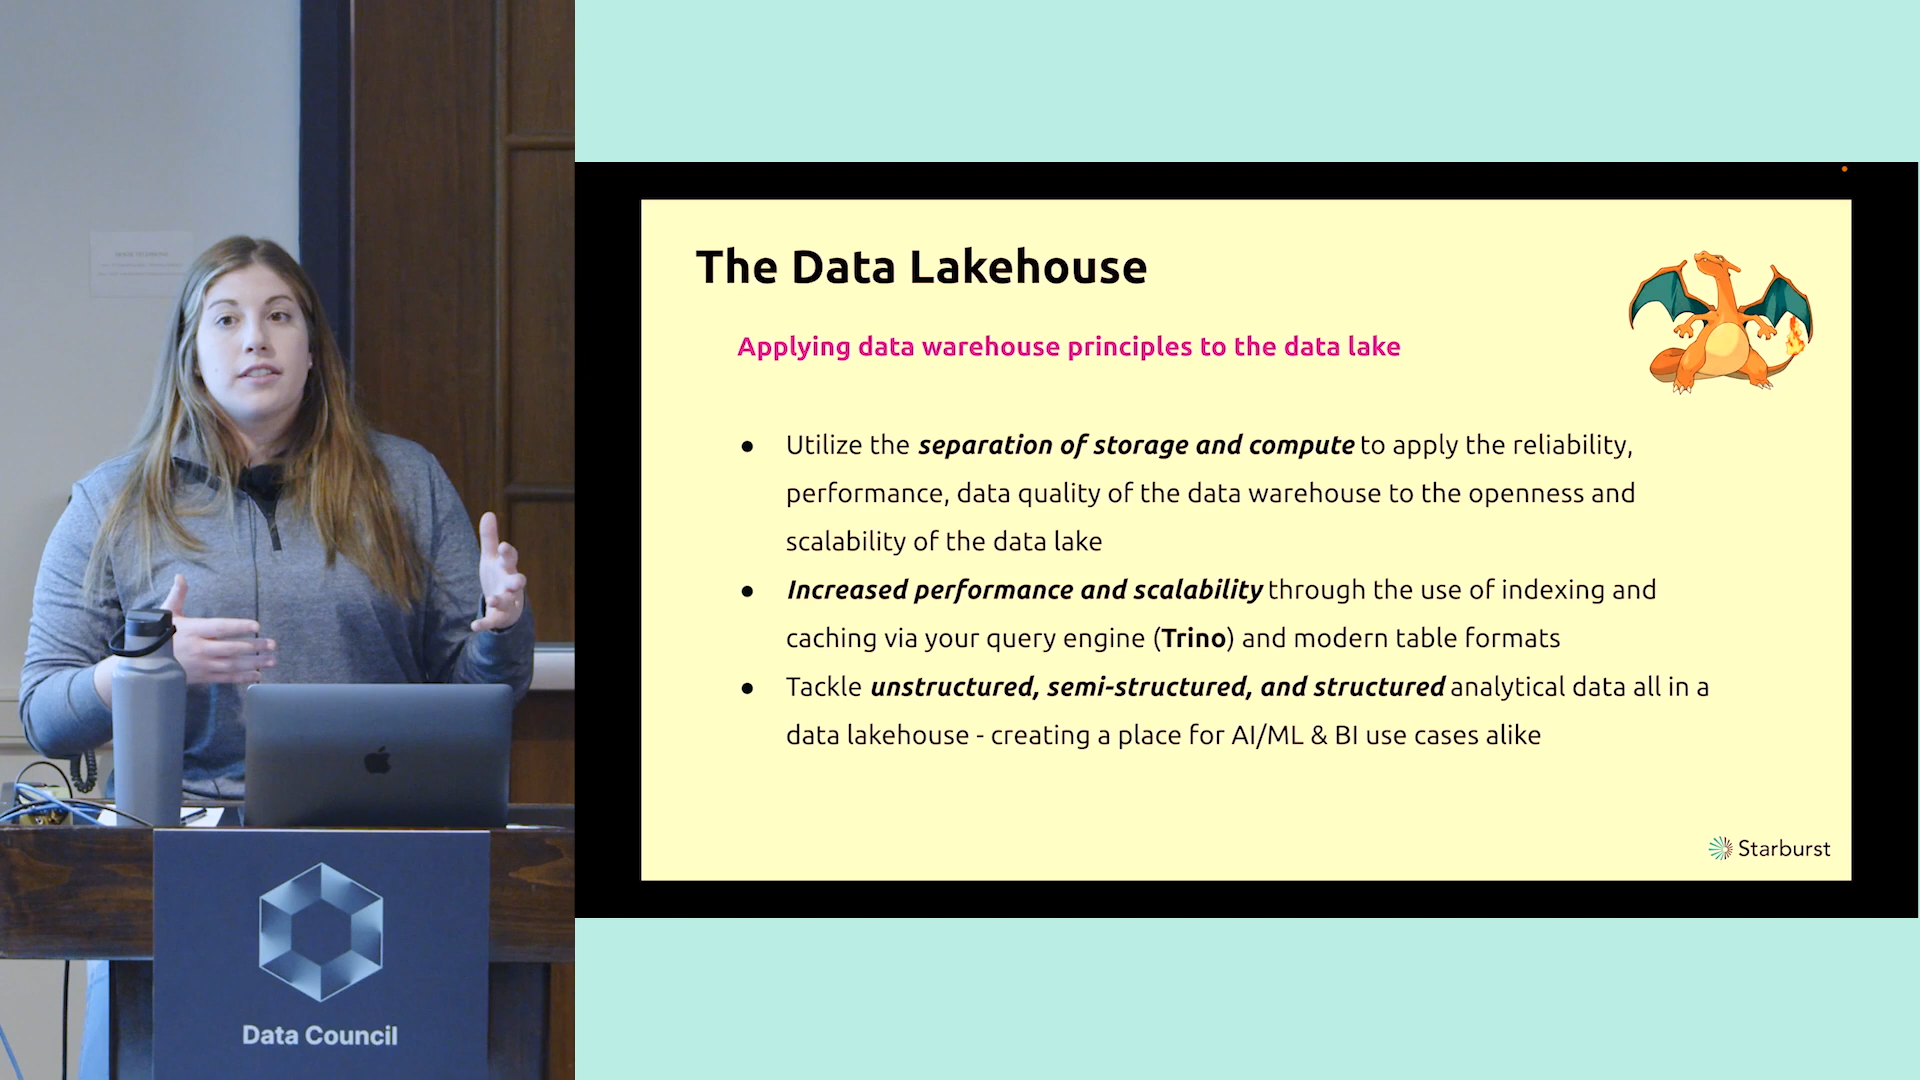 The Data Lakehouse
Applying data warehouse principles to the data lake
● Utilize the separation of storage and compute to apply the reliability,
performance, data quality of the data warehouse to the openness and
scalability of the data lake
● Increased performance and scalability through the use of indexing and
caching via your query engine (Trino) and modern table formats
● Tackle unstructured, semi-structured, and structured analytical data all in a
data lakehouse - creating a place for AI/ML & BI use cases alike
Starburst
Data Council